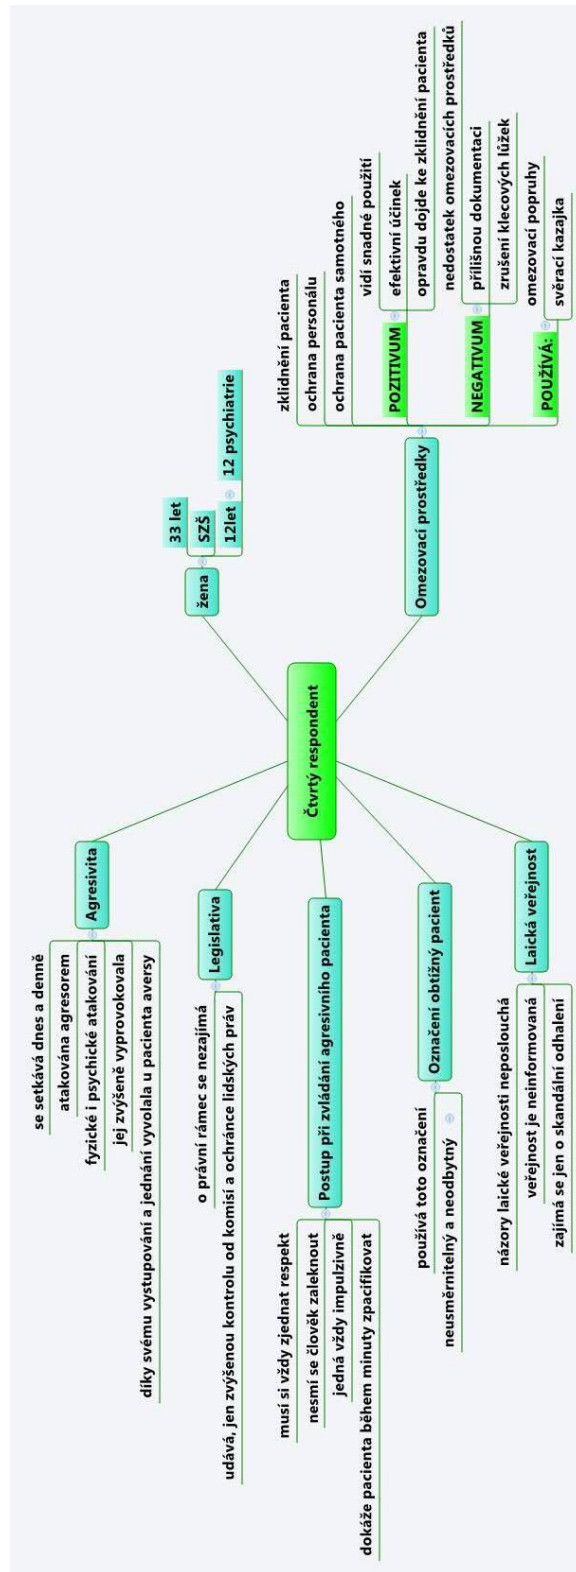 Čtvrtý respondent
žena
33 let
SZŠ
12let
12 psychiatrie
Omezovací prostředky
zklidnění pacienta
ochrana personálu
ochrana pacienta samotného
POZITIVUM
vidí snadné použití
efektivní účinek
opravdu dojde ke zklidnění pacienta
NEGATIVUM
nedostatek omezovacích prostředků
přílišnou dokumentaci
zrušení klecových lůžek
POUŽÍVÁ:
omezovací popruhy
svěrací kazajka
Agresivita
se setkává dnes a denně
atakována agresorem
fyzické i psychické atakování
jej zvýšeně vyprovokovala
díky svému vystupování a jednání vyvolala u pacienta aversy
Legislativa
o právní rámec se nezajímá
udává, jen zvýšenou kontrolu od komisí a ochránce lidských práv
Postup při zvládání agresivního pacienta
musí si vždy zjednat respekt
nesmí se člověk zaleknout
jedná vždy impulzivně
dokáže pacienta během minuty zpacifikovat
Označení obtížný pacient
používá toto označení
neusměrnitelný a neodbytný
Laická veřejnost
názory laické veřejnosti neposlouchá
veřejnost je neinformovaná
zajímá se jen o skandální odhalení